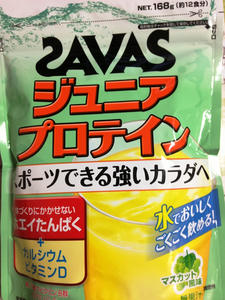 NET.168g(約12食分)
SAVAS
ジュニア
プロテイン
スポーツできる強いカラダへ
体づくりにかかせない
ホエイたんぱく
+
カルシウム
ビタミンD
水でおいしく
ごくごく飲める!
マスカット
風味
無果汁